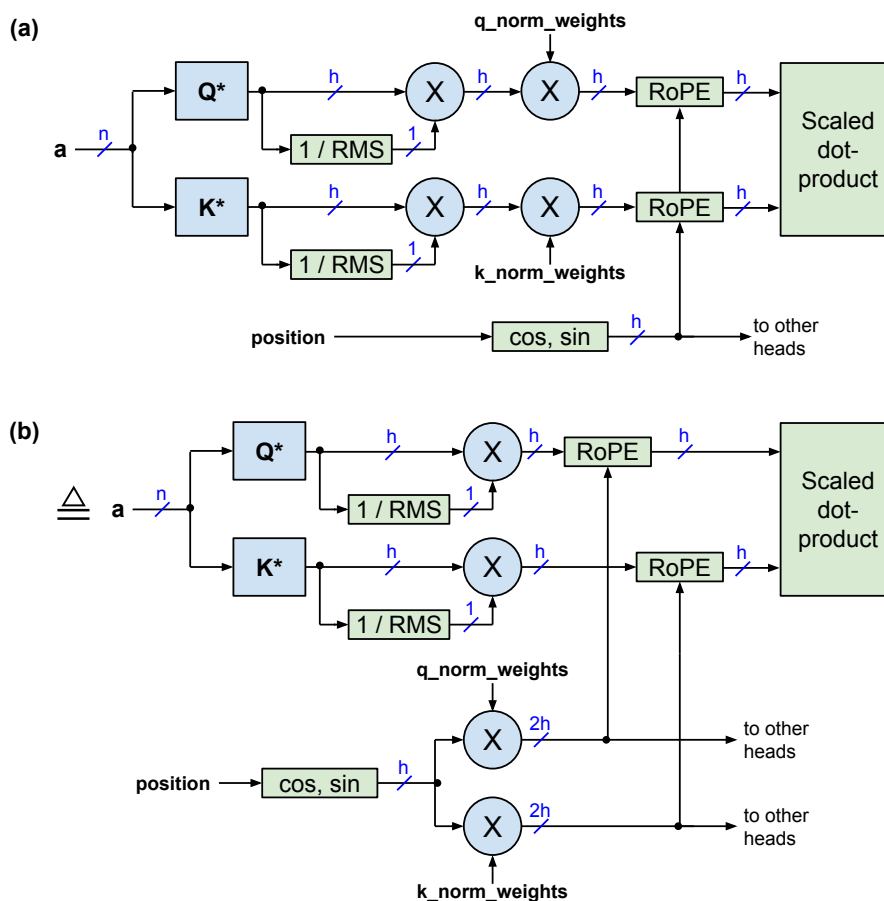 (a)
q_norm_weights
Q*
h
X
h
X
h
RoPE
h
n
a
1 / RMS
1
Scaled
dot-
product
K*
h
X
h
X
h
RoPE
h
1 / RMS
1
k_norm_weights
position
cos, sin
h
to other
heads
(b)
Q*
h
X
h
RoPE
h
n
a
1 / RMS
1
Scaled
dot-
product
K*
h
X
h
RoPE
h
1 / RMS
1
q_norm_weights
X
2h
to other
heads
position
cos, sin
h
X
2h
to other
heads
k_norm_weights